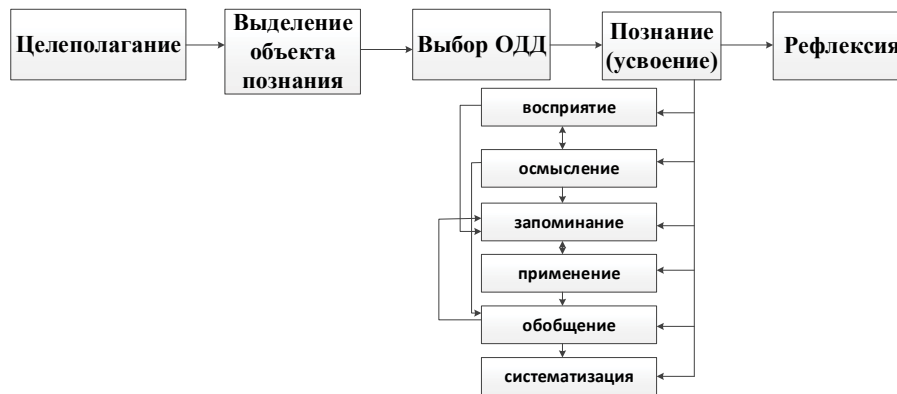 Целеполагание
Выделение
объекта
познания
Выбор ОДД
Познание
(усвоение)
Рефлексия
восприятие
осмысление
запоминание
применение
обобщение
систематизация